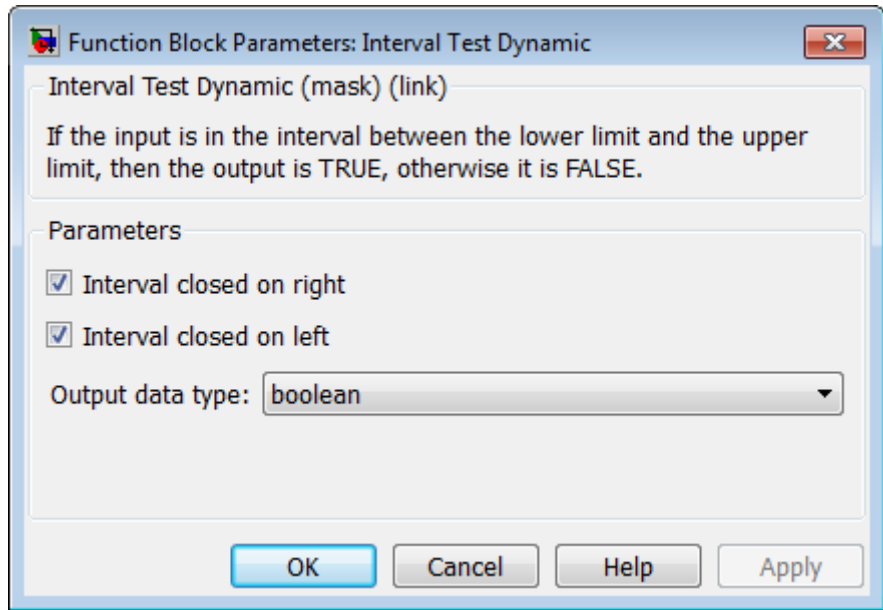 Function Block Parameters: Interval Test Dynamic
Interval Test Dynamic (mask) (link)
If the input is in the interval between the lower limit and the upper
limit, then the output is TRUE, otherwise it is FALSE.
Parameters
Interval closed on right
Interval closed on left
Output data type: boolean
OK Cancel Help Apply